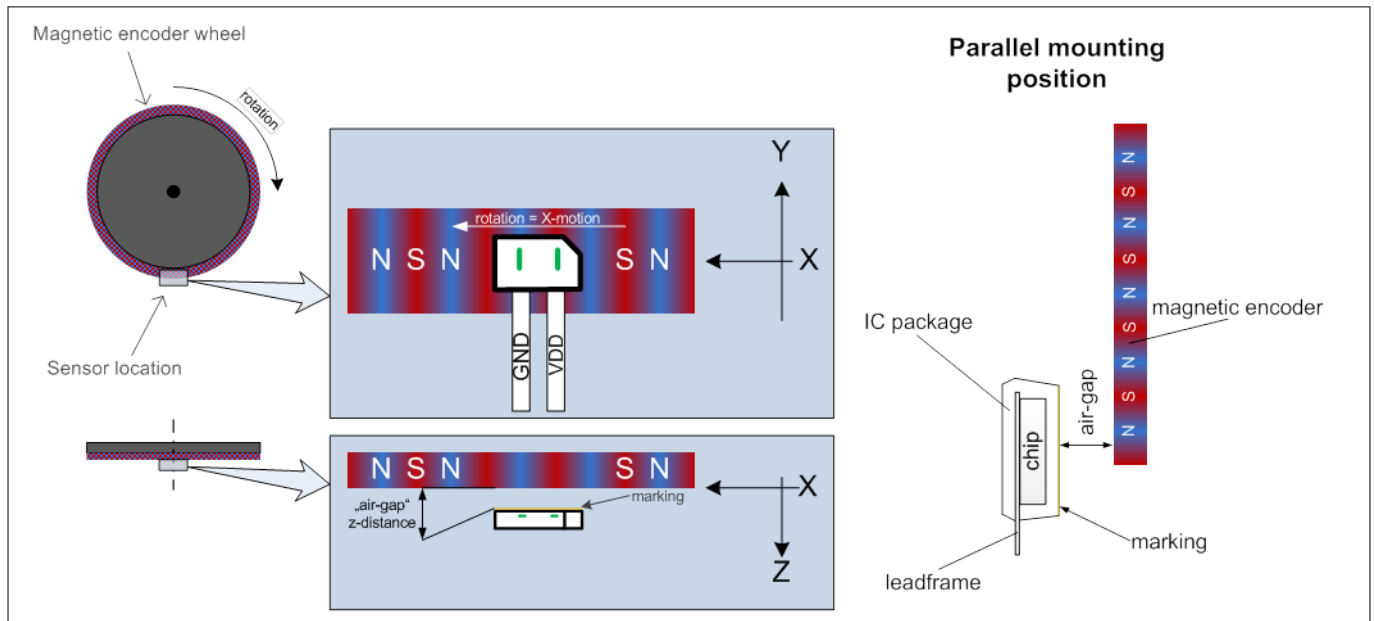 Magnetic encoder wheel
rotation
Sensor location
Y
rotation = X-motion
N S N S N
X
GND
VDD
N S N S N
X
marking
„air-gap“
z-distance
Z
Parallel mounting
position
N
S
N
S
N
S
N
S
N
magnetic encoder
IC package
air-gap
chip
marking
leadframe